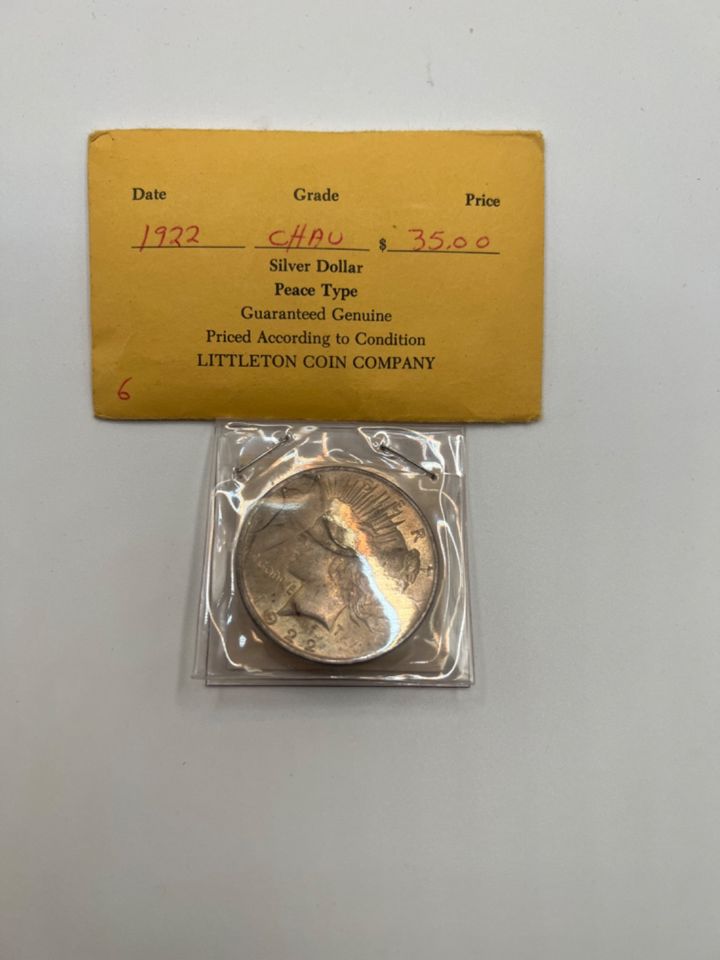 Date Grade Price
1922 CHAU $ 35.00
Silver Dollar
Peace Type
Guaranteed Genuine
Priced According to Condition
LITTLETON COIN COMPANY
6
1922